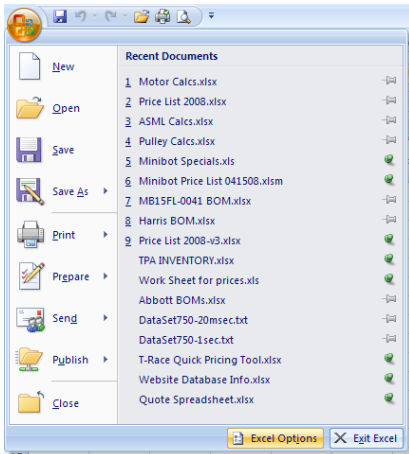 Recent Documents
New
Open
Save
Save As
Print
Prepare
Send
Publish
Close
1 Motor Calcs.xlsx
2 Price List 2008.xlsx
3 ASML Calcs.xlsx
4 Pulley Calcs.xlsx
5 Minibot Specials.xls
6 Minibot Price List 041508.xlsm
7 MB15FL-0041 BOM.xlsx
8 Harris BOM.xlsx
9 Price List 2008-v3.xlsx
TPA INVENTORY.xlsx
Work Sheet for prices.xls
Abbott BOMs.xlsx
DataSet750-20msec.txt
DataSet750-1sec.txt
T-Race Quick Pricing Tool.xlsx
Website Database Info.xlsx
Quote Spreadsheet.xlsx
Excel Options
Exit Excel